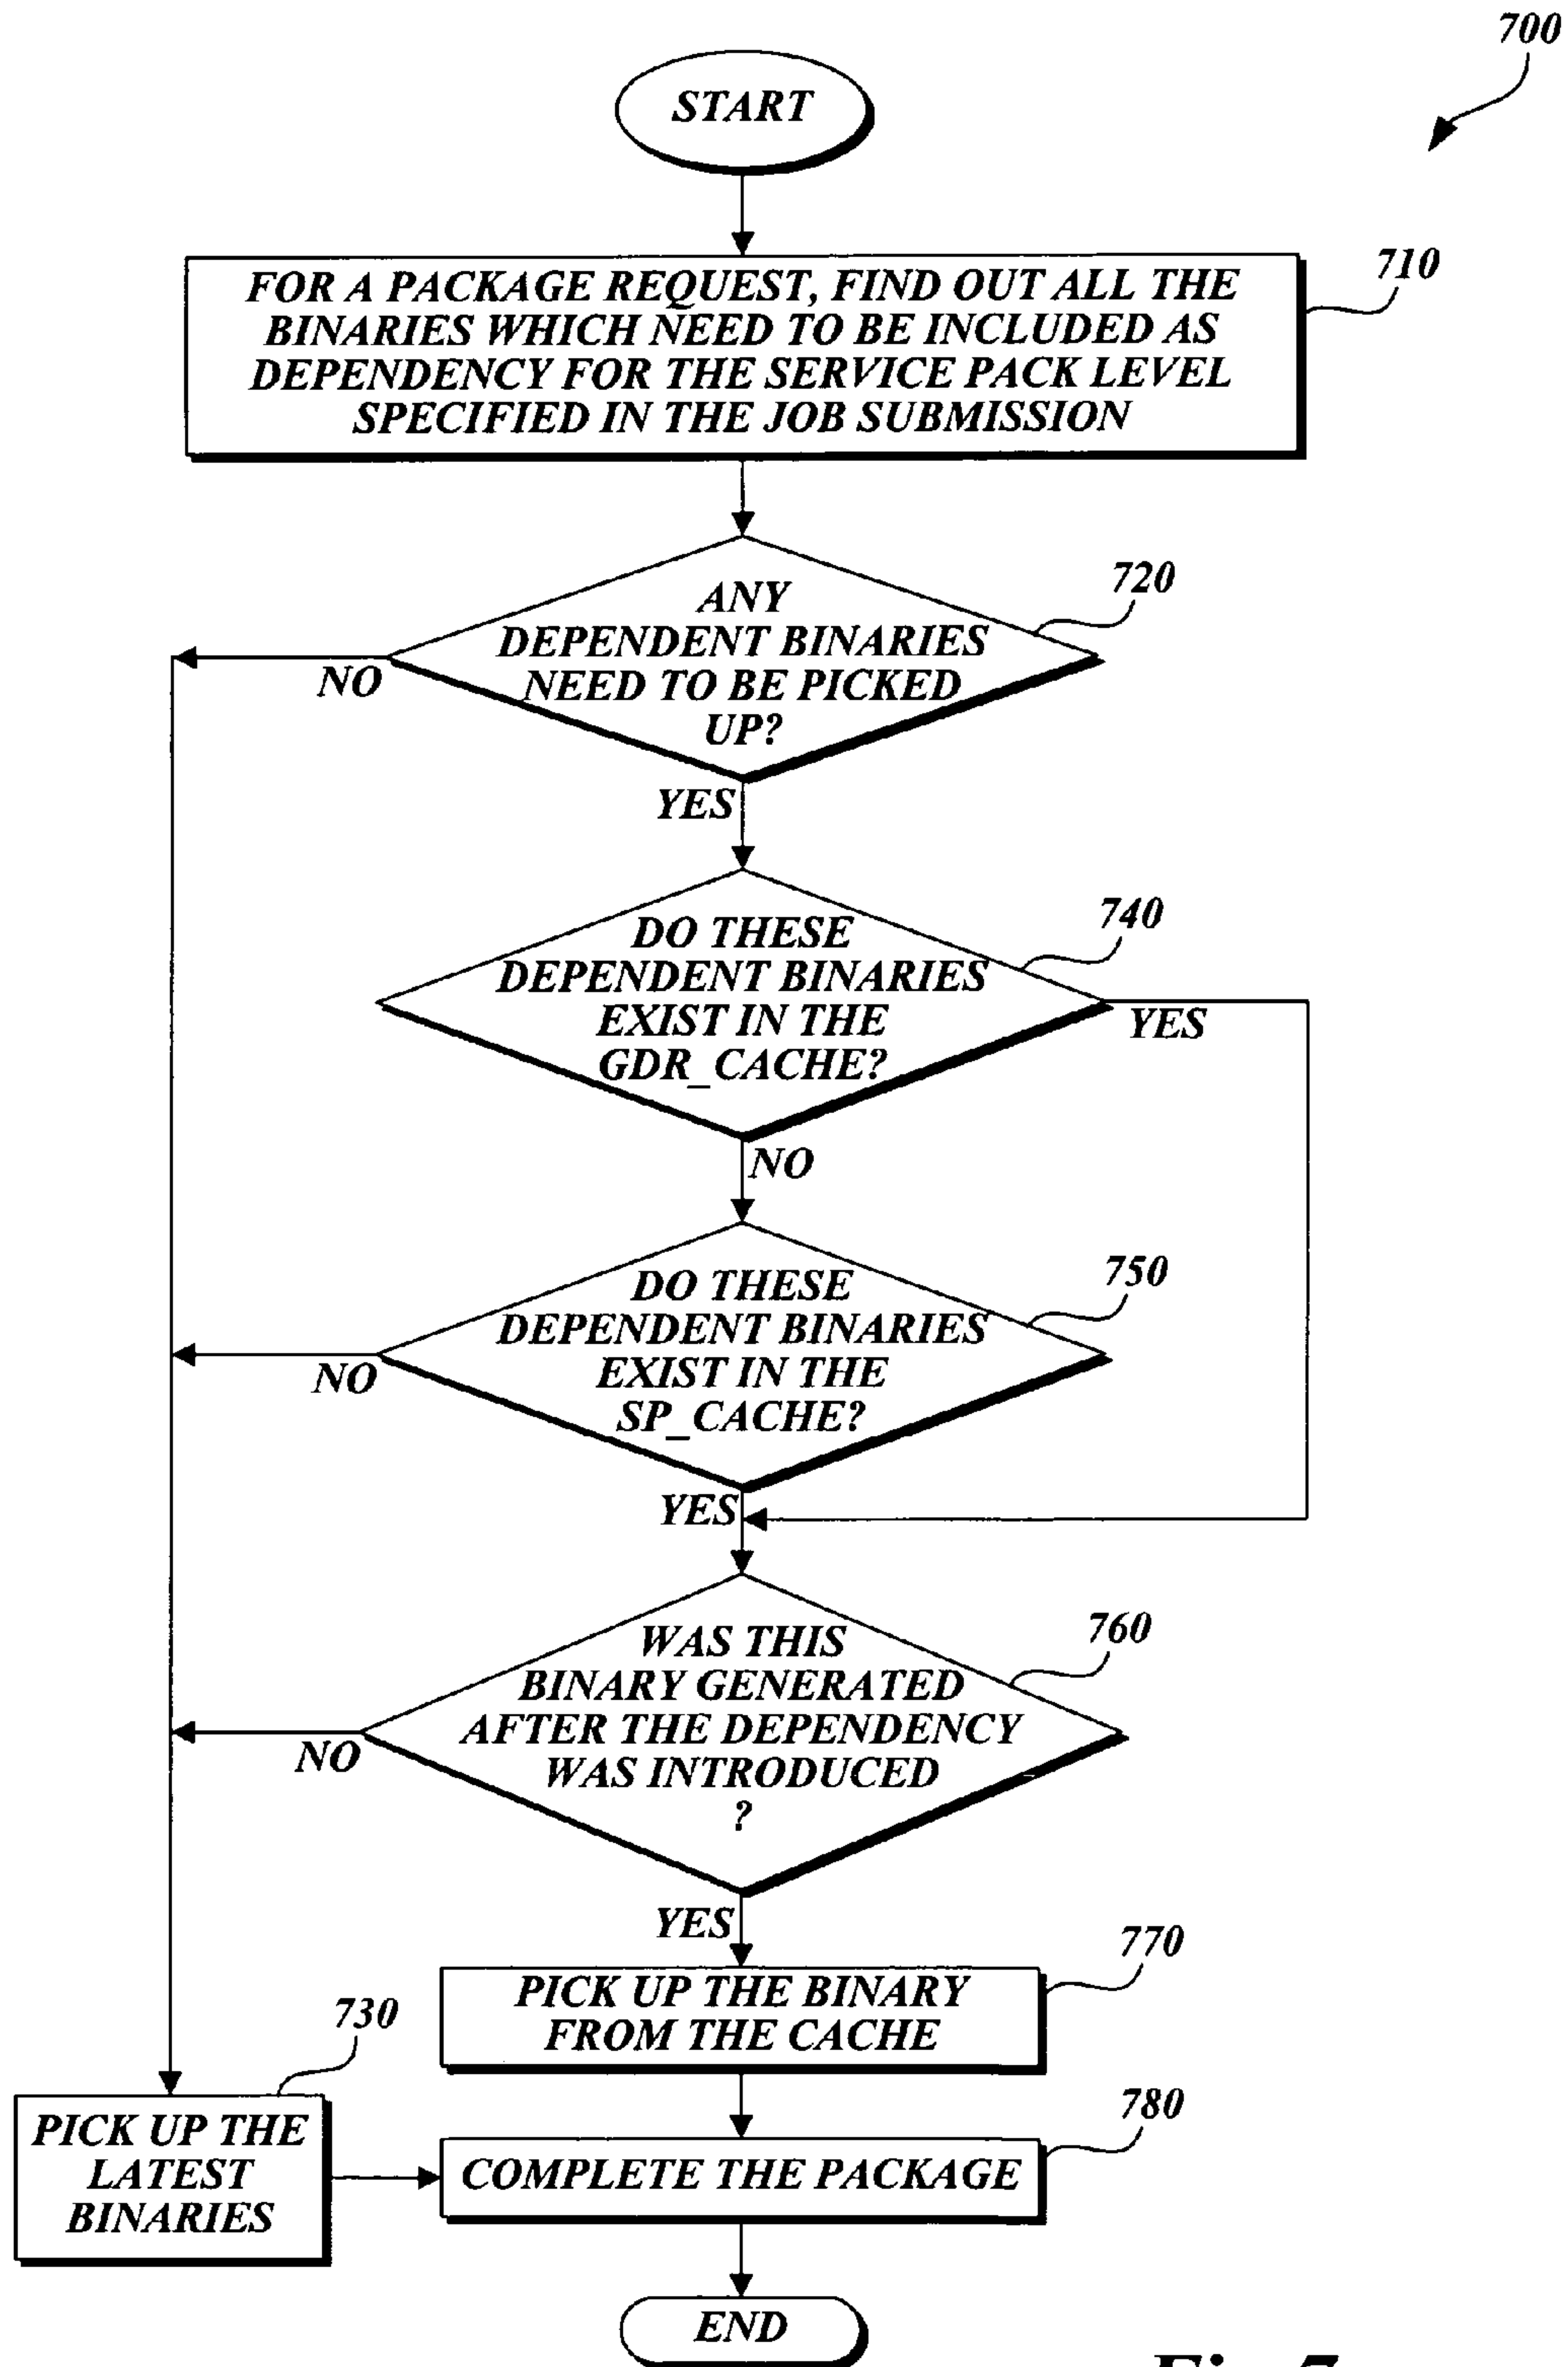 700
START
FOR A PACKAGE REQUEST, FIND OUT ALL THE
BINARIES WHICH NEED TO BE INCLUDED AS
DEPENDENCY FOR THE SERVICE PACK LEVEL
SPECIFIED IN THE JOB SUBMISSION
710
ANY
DEPENDENT BINARIES
NEED TO BE PICKED
UP?
720
NO
YES
DO THESE
DEPENDENT BINARIES
EXIST IN THE
GDR_CACHE?
740
YES
NO
DO THESE
DEPENDENT BINARIES
EXIST IN THE
SP_CACHE?
750
NO
YES
WAS THIS
BINARY GENERATED
AFTER THE DEPENDENCY
WAS INTRODUCED
?
760
NO
YES
PICK UP THE BINARY
FROM THE CACHE
770
730
PICK UP THE
LATEST
BINARIES
COMPLETE THE PACKAGE
780
END